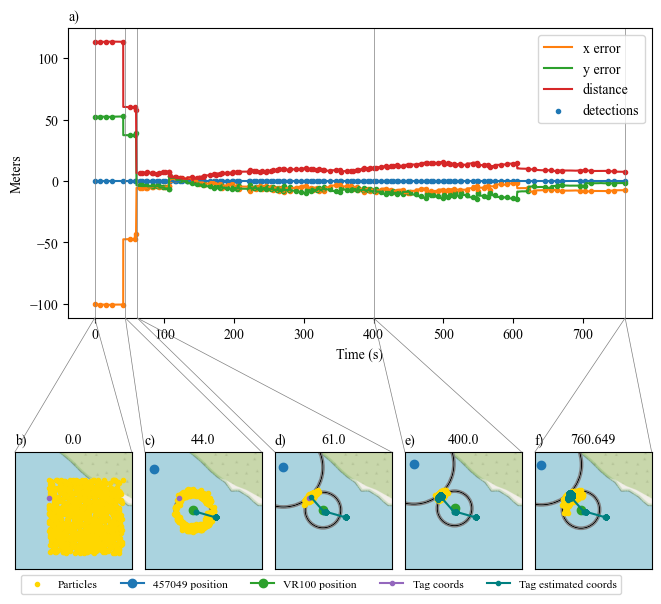 a)
x error
y error
distance
detections
100
50
0
−50
−100
Meters
0 100 200 300 400 500 600 700
Time (s)
b) 0.0 c) 44.0 d) 61.0 e) 400.0 f) 760.649
Particles 457049 position VR100 position Tag coords Tag estimated coords